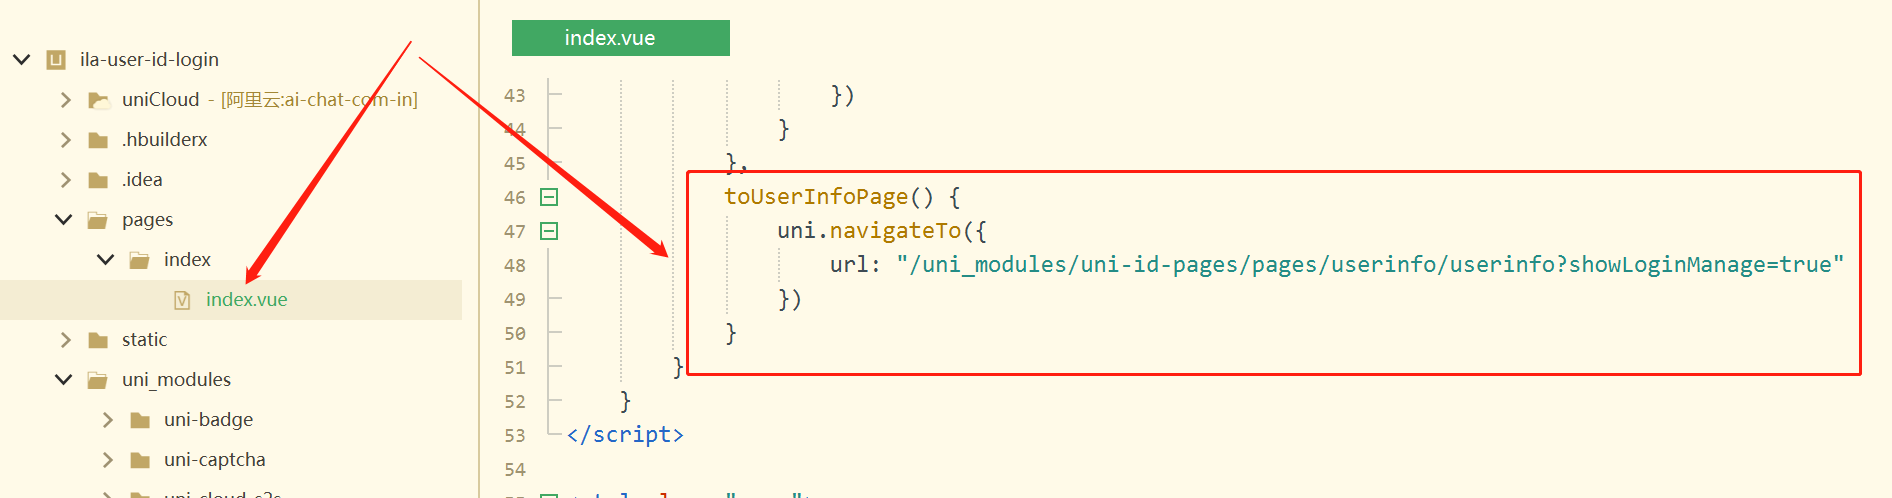 ila-user-id-login
uniCloud - [阿里云:ai-chat-com-in]
.hbuilderx
.idea
pages
index
index.vue
static
uni_modules
uni-badge
uni-captcha
index.vue
43 })
44 }
45 },
46 toUserInfoPage() {
47 uni.navigateTo({
48 url: "/uni_modules/uni-id-pages/pages/userinfo/userinfo?showLoginManage=true"
49 })
50 }
51 }
52 }
53 </script>
54